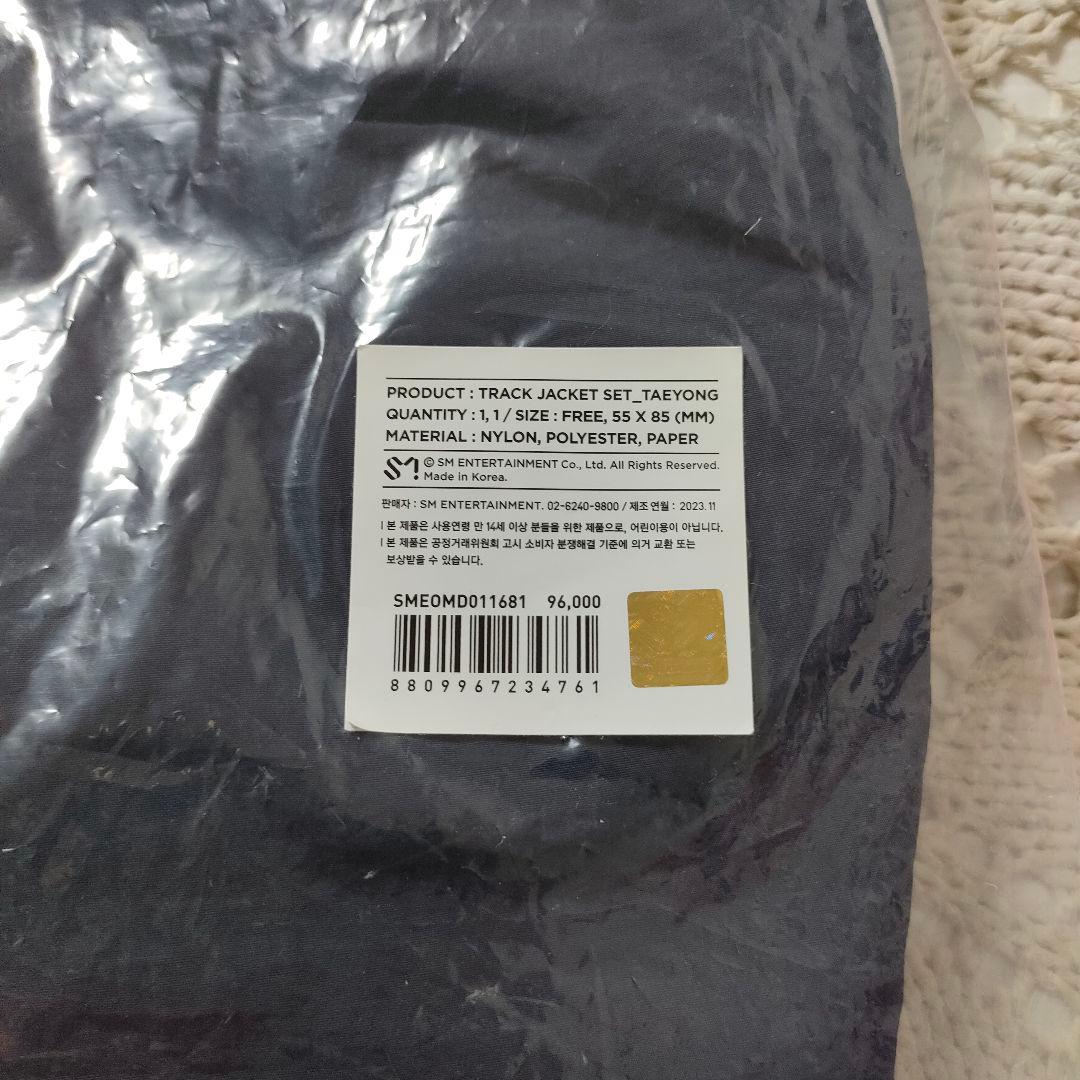 PRODUCT : TRACK JACKET SET_TAEYONG
QUANTITY : 1, 1 / SIZE : FREE, 55 X 85 (MM)
MATERIAL : NYLON, POLYESTER, PAPER
SM
© SM ENTERTAINMENT Co., Ltd. All Rights Reserved.
Made in Korea.
판매자 : SM ENTERTAINMENT. 02-6240-9800 / 제조연월 : 2023.11
ㅣ본 제품은 사용연령 만 14세 이상 분들을 위한 제품으로, 어린이용이 아닙니다.
ㅣ본 제품은 공정거래위원회 고시 소비자 분쟁해결 기준에 의거 교환 또는
보상받을 수 있습니다.
SMEOMD011681 96,000
8809967234761